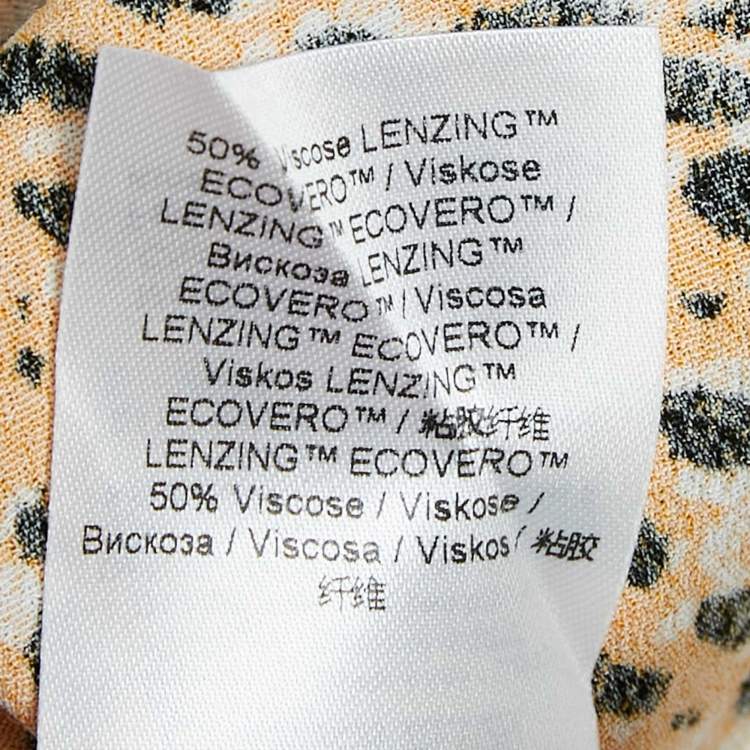 50% Viscose LENZING™
ECOVERO™ / Viskose
LENZING™ ECOVERO™ /
Вискоза LENZING™
ECOVERO™ / Viscosa
LENZING™ ECOVERO™ /
Viskos LENZING™
ECOVERO™ / 粘胶纤维
LENZING™ ECOVERO™
50% Viscose / Viskose /
Вискоза / Viscosa / Viskos / 粘胶
纤维